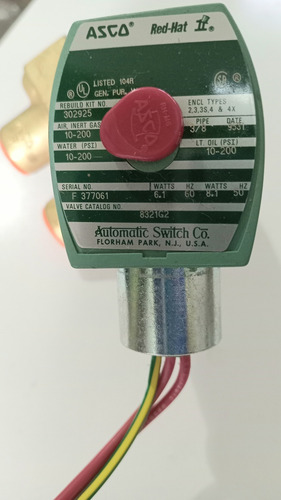 ASCO Red-Hat II®
LISTED 104R
GEN. PUR.
REBUILD KIT NO. ENCL TYPES
302925 2,3,3S,4 & 4X
AIR, INERT GAS PIPE DATE
10-200 3/8
WATER (PSI) LT. OIL (PSI)
10-200 10-200
SERIAL NO. WATTS HZ WATTS HZ
F 377061 6.1 60 8.1 50
VALVE CATALOG NO.
8321G2
Automatic Switch Co.
FLORHAM PARK, N.J., U.S.A.